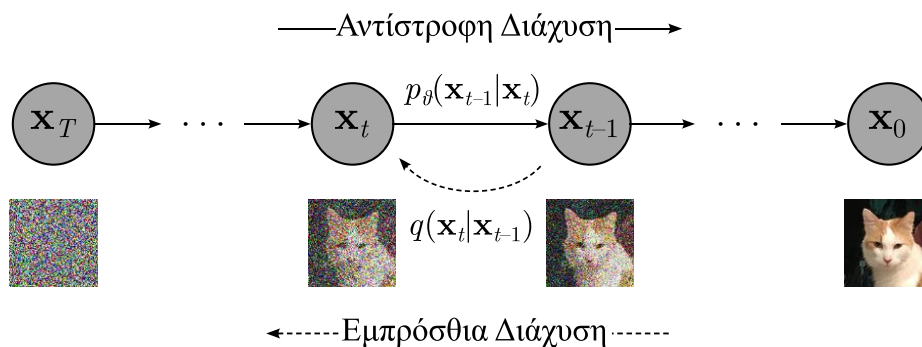 Αντίστροφη Διάχυση
p_ϑ(x_{t-1}|x_t)
x_T · · · x_t x_{t-1} · · · x_0
q(x_t|x_{t-1})
Εμπρόσθια Διάχυση